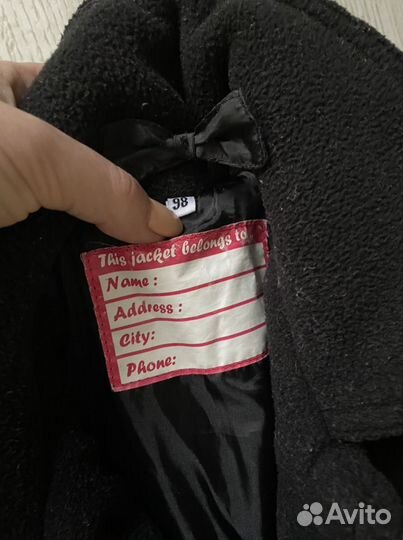 98
This jacket belongs to:
Name :
Address :
City:
Phone:
Avito